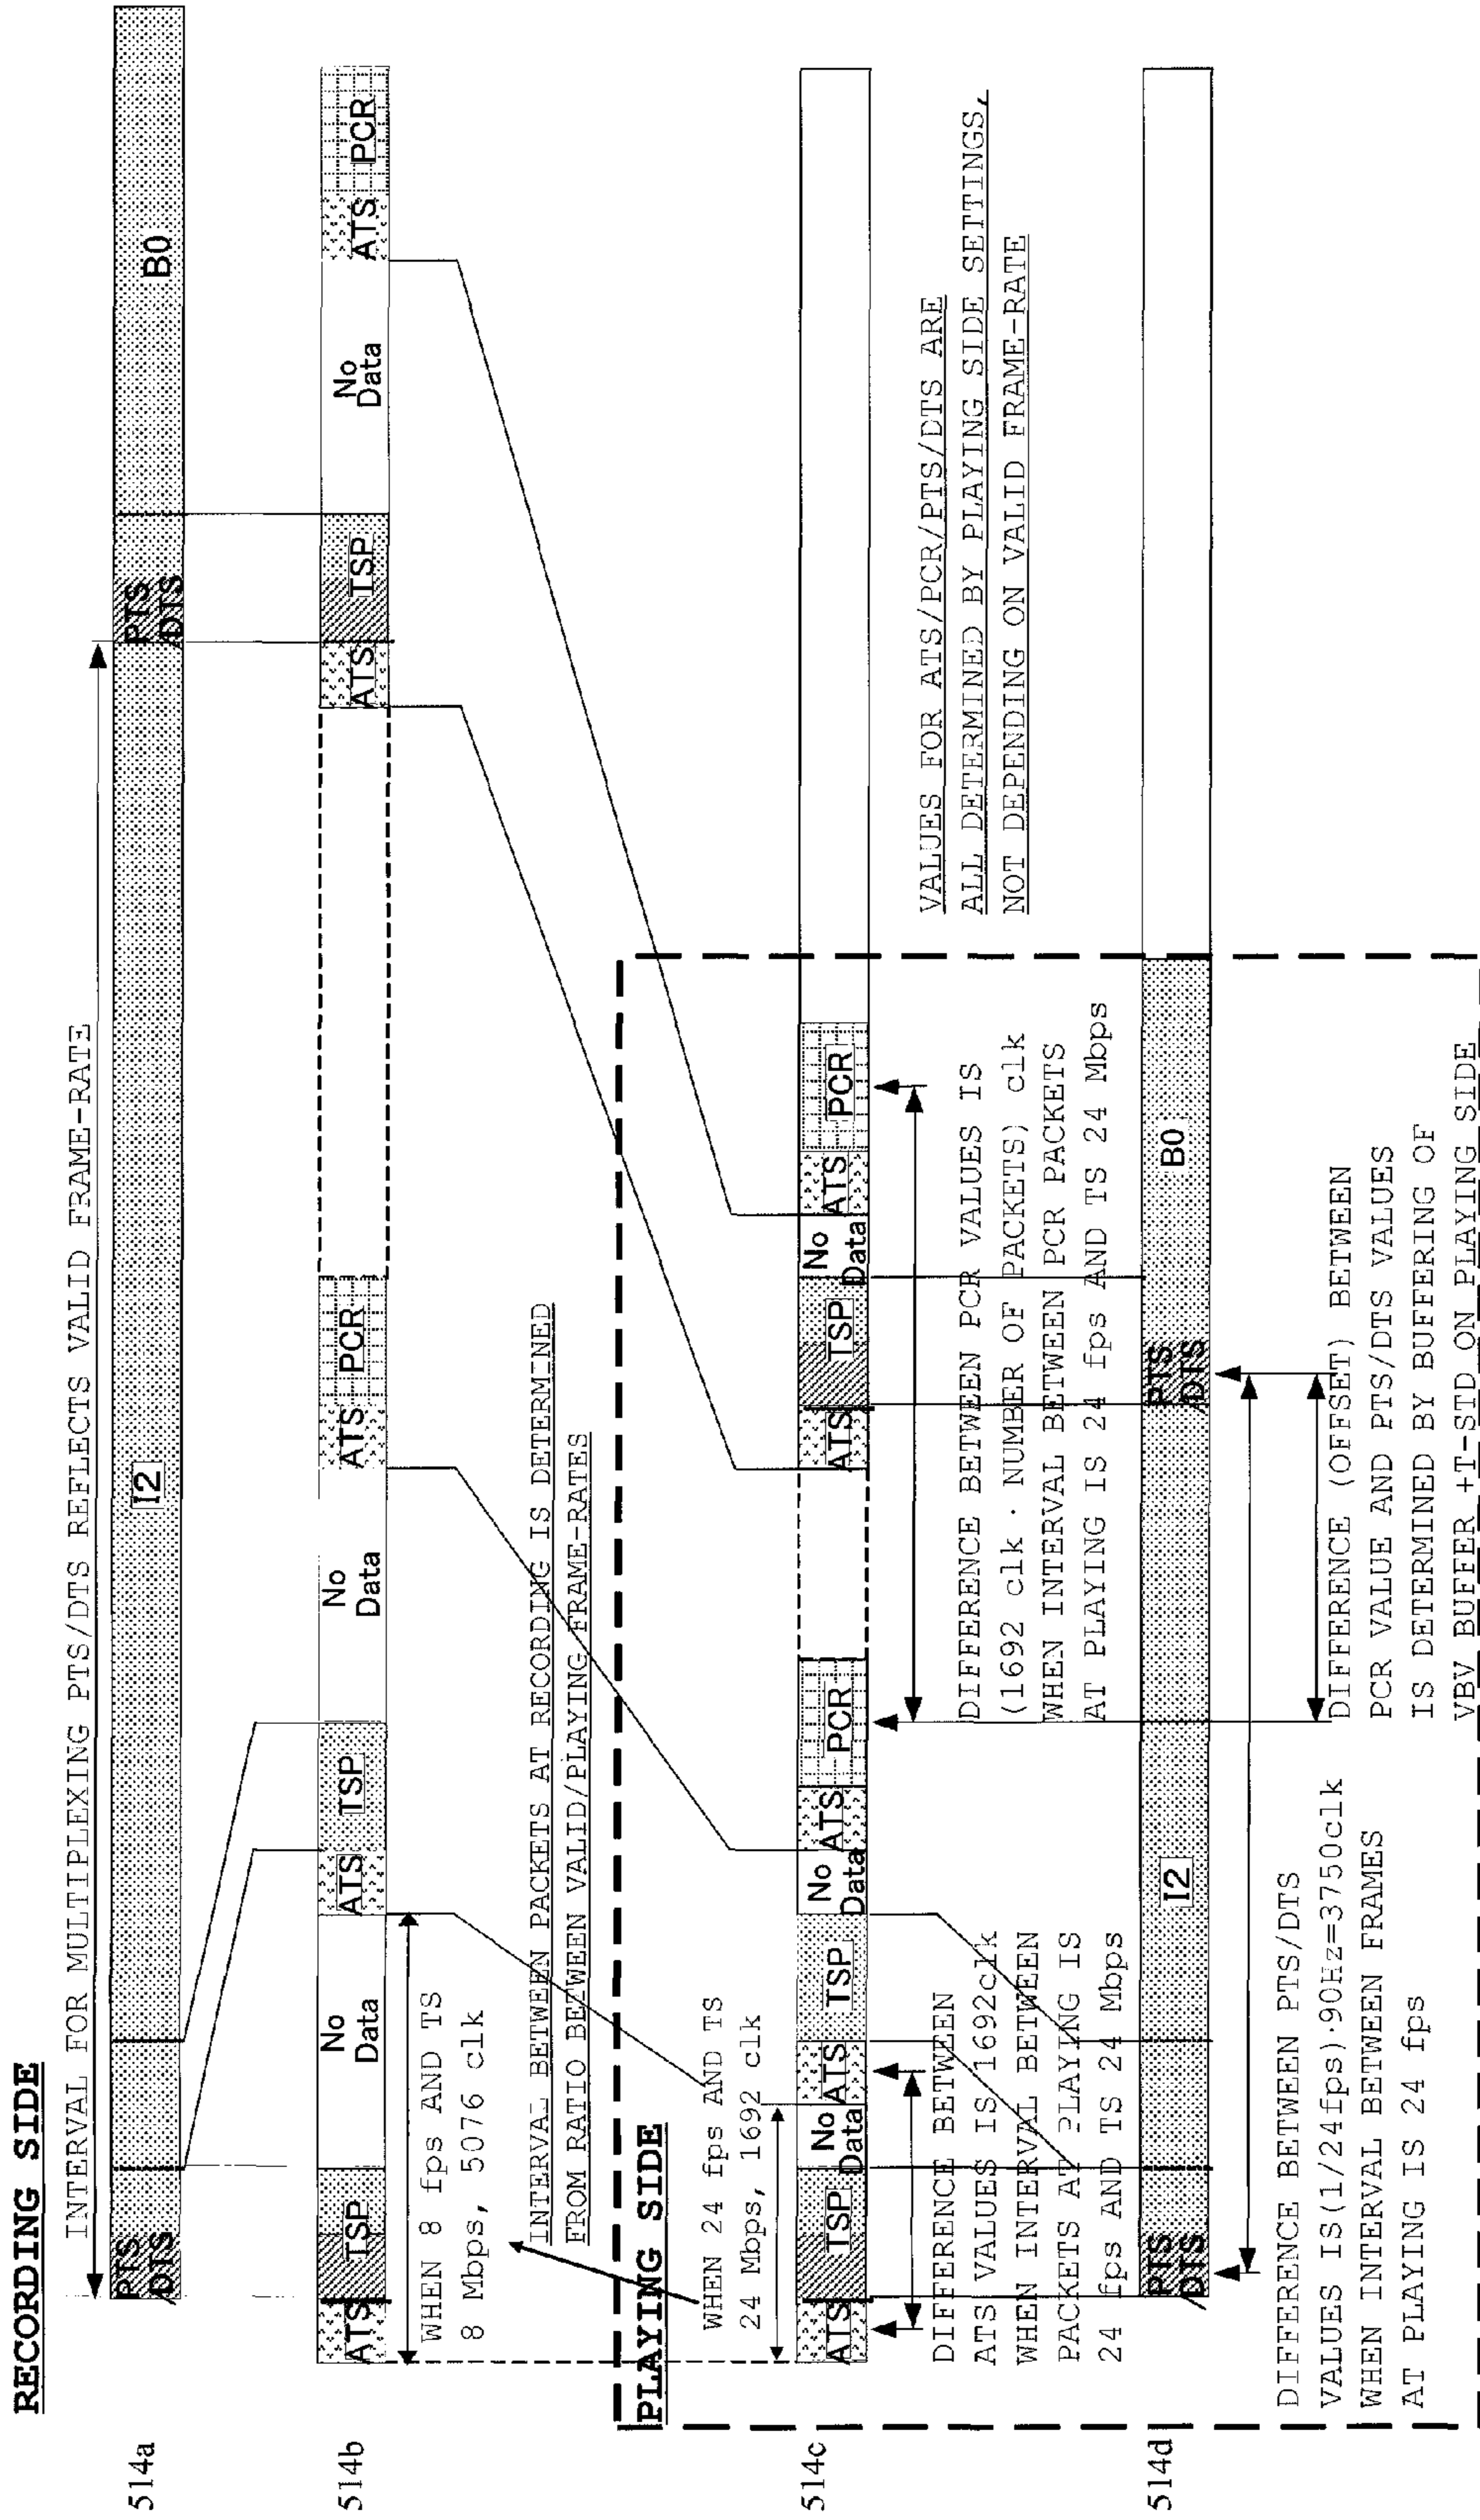 RECORDING SIDE
INTERVAL FOR MULTIPLEXING PTS/DTS REFLECTS VALID FRAME-RATE
514a
PTS
/DTS
I2
PTS
/DTS
B0
514b
ATS
TSP
No
Data
ATS
TSP
No
Data
ATS
PCR
ATS
TSP
No
Data
ATS
PCR
WHEN 8 fps AND TS
8 Mbps, 5076 clk
INTERVAL BETWEEN PACKETS AT RECORDING IS DETERMINED
FROM RATIO BETWEEN VALID/PLAYING FRAME-RATES
PLAYING SIDE
WHEN 24 fps AND TS
24 Mbps, 1692 clk
514c
ATS
TSP
No
Data
ATS
TSP
No
Data
ATS
PCR
ATS
TSP
No
Data
ATS
PCR
VALUES FOR ATS/PCR/PTS/DTS ARE
ALL DETERMINED BY PLAYING SIDE SETTINGS,
NOT DEPENDING ON VALID FRAME-RATE
DIFFERENCE BETWEEN
ATS VALUES IS 1692clk
WHEN INTERVAL BETWEEN
PACKETS AT PLAYING IS
24 fps AND TS 24 Mbps
DIFFERENCE BETWEEN PCR VALUES IS
(1692 clk · NUMBER OF PACKETS) clk
WHEN INTERVAL BETWEEN PCR PACKETS
AT PLAYING IS 24 fps AND TS 24 Mbps
514d
PTS
/DTS
I2
PTS
/DTS
B0
DIFFERENCE BETWEEN PTS/DTS
VALUES IS(1/24fps)·90Hz=3750clk
WHEN INTERVAL BETWEEN FRAMES
AT PLAYING IS 24 fps
DIFFERENCE (OFFSET) BETWEEN
PCR VALUE AND PTS/DTS VALUES
IS DETERMINED BY BUFFERING OF
VBV BUFFER +T-STD ON PLAYING SIDE